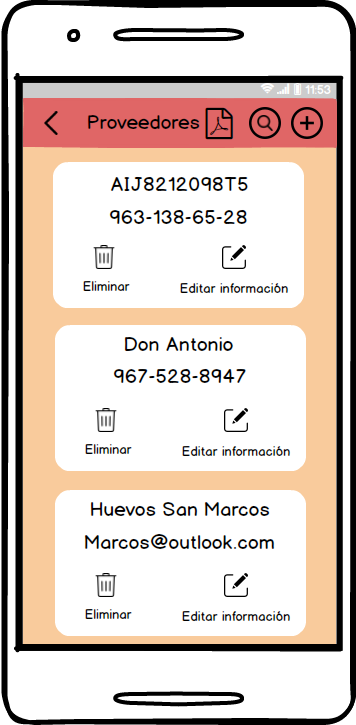 11:53
Proveedores
AIJ8212098T5
963-138-65-28
Eliminar
Editar información
Don Antonio
967-528-8947
Eliminar
Editar información
Huevos San Marcos
Marcos@outlook.com
Eliminar
Editar información